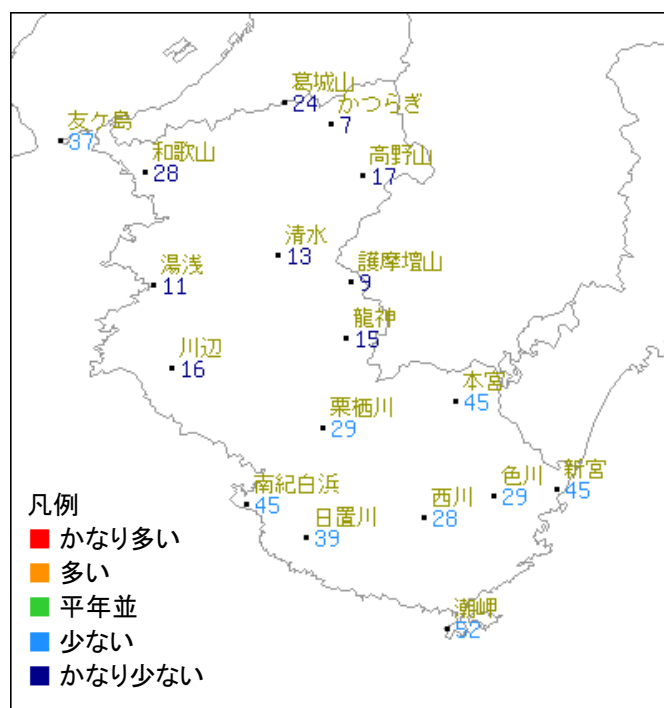 葛城山
24
かつらぎ
7
友ケ島
37
和歌山
28
高野山
17
清水
13
湯浅
11
護摩壇山
9
龍神
15
川辺
16
本宮
45
栗栖川
29
南紀白浜
45
日置川
39
西川
28
色川
29
新宮
45
潮岬
52
凡例
かなり多い
多い
平年並
少ない
かなり少ない